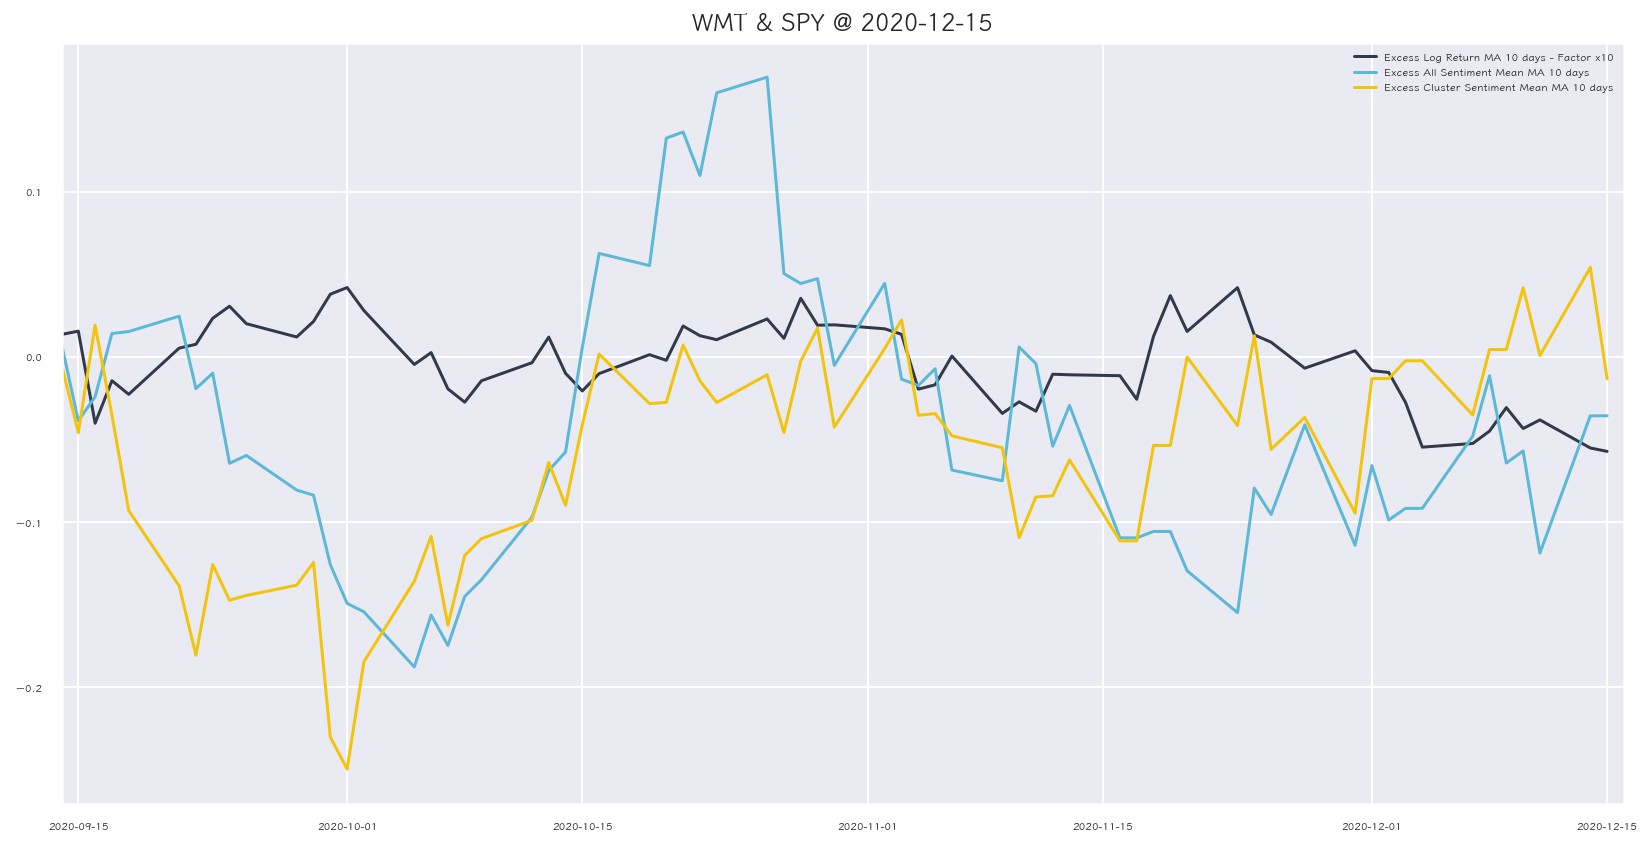 WMT & SPY @ 2020-12-15
Excess Log Return MA 10 days - Factor x10
Excess All Sentiment Mean MA 10 days
Excess Cluster Sentiment Mean MA 10 days
0.1
0.0
−0.1
−0.2
2020-09-15 2020-10-01 2020-10-15 2020-11-01 2020-11-15 2020-12-01 2020-12-15